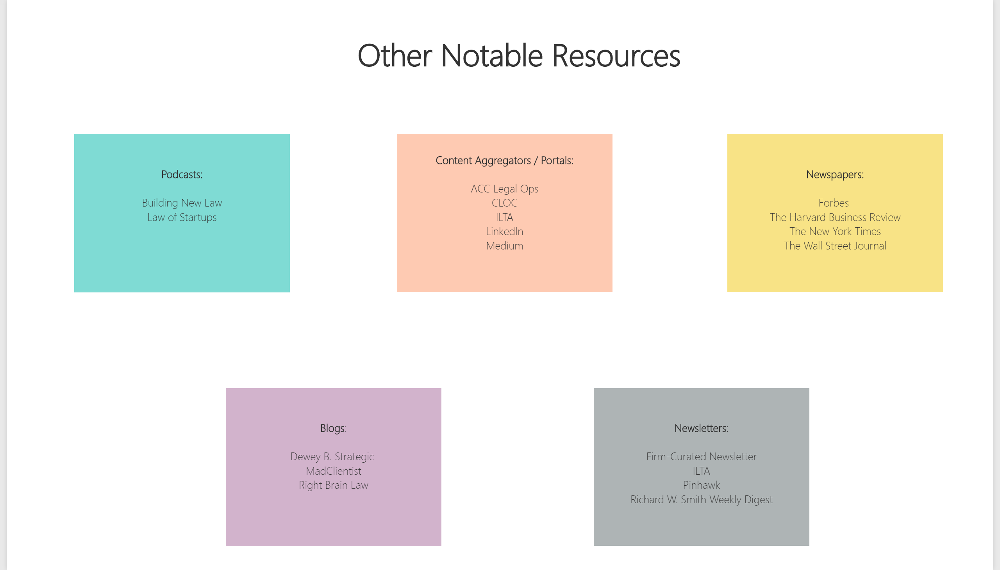 Other Notable Resources
Podcasts:
Building New Law
Law of Startups
Content Aggregators / Portals:
ACC Legal Ops
CLOC
ILTA
LinkedIn
Medium
Newspapers:
Forbes
The Harvard Business Review
The New York Times
The Wall Street Journal
Blogs:
Dewey B. Strategic
MadClientist
Right Brain Law
Newsletters:
Firm-Curated Newsletter
ILTA
Pinhawk
Richard W. Smith Weekly Digest